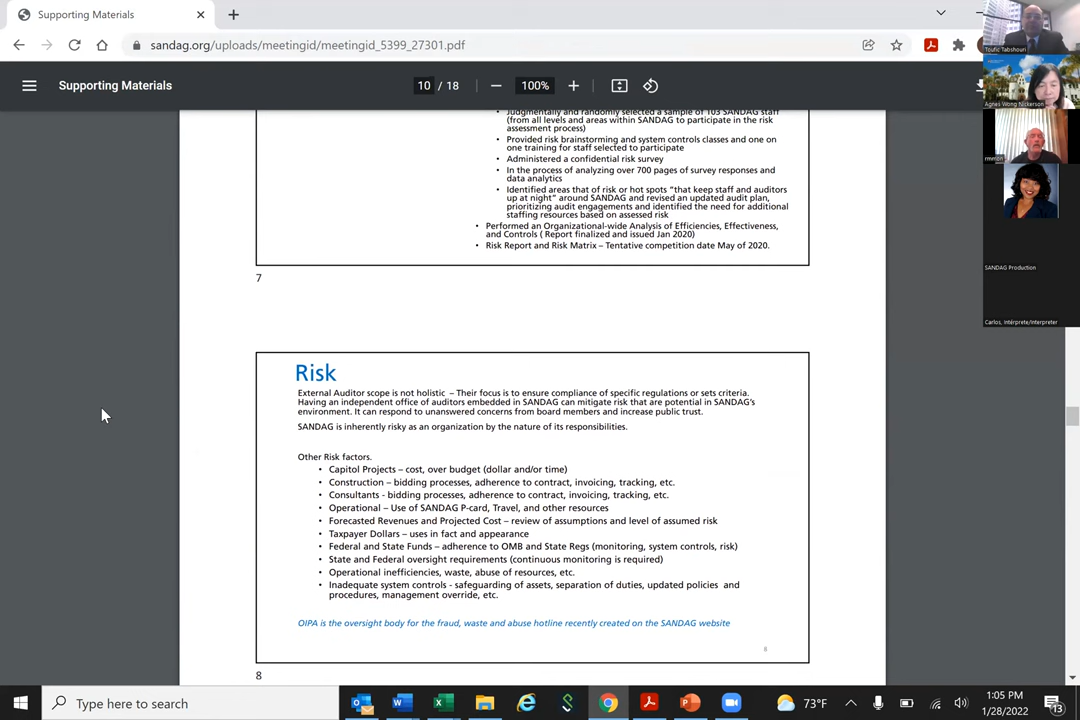 Supporting Materials
sandag.org/uploads/meetingid/meetingid_5399_27301.pdf
Supporting Materials
10 / 18
100%
Judgmentally and randomly selected a sample of 103 SANDAG staff
(from all levels and areas within SANDAG to participate in the risk
assessment process)
• Provided risk brainstorming and system controls classes and one on
one training for staff selected to participate
• Administered a confidential risk survey
• In the process of analyzing over 700 pages of survey responses and
data analytics
• Identified areas that of risk or hot spots “that keep staff and auditors
up at night” around SANDAG and revised an updated audit plan,
prioritizing audit engagements and identified the need for additional
staffing resources based on assessed risk
• Performed an Organizational-wide Analysis of Efficiencies, Effectiveness,
and Controls ( Report finalized and issued Jan 2020)
• Risk Report and Risk Matrix – Tentative competition date May of 2020.
7
Risk
External Auditor scope is not holistic – Their focus is to ensure compliance of specific regulations or sets criteria.
Having an independent office of auditors embedded in SANDAG can mitigate risk that are potential in SANDAG’s
environment. It can respond to unanswered concerns from board members and increase public trust.
SANDAG is inherently risky as an organization by the nature of its responsibilities.
Other Risk factors.
• Capitol Projects – cost, over budget (dollar and/or time)
• Construction – bidding processes, adherence to contract, invoicing, tracking, etc.
• Consultants - bidding processes, adherence to contract, invoicing, tracking, etc.
• Operational – Use of SANDAG P-card, Travel, and other resources
• Forecasted Revenues and Projected Cost – review of assumptions and level of assumed risk
• Taxpayer Dollars – uses in fact and appearance
• Federal and State Funds – adherence to OMB and State Regs (monitoring, system controls, risk)
• State and Federal oversight requirements (continuous monitoring is required)
• Operational inefficiencies, waste, abuse of resources, etc.
• Inadequate system controls - safeguarding of assets, separation of duties, updated policies and
procedures, management override, etc.
OIPA is the oversight body for the fraud, waste and abuse hotline recently created on the SANDAG website
8
Toufic Tabshouri
Agnes Wong Nickerson
rmmon
SANDAG Production
Carlos, Intérprete/Interpreter
Type here to search
73°F
1:05 PM
1/28/2022
13